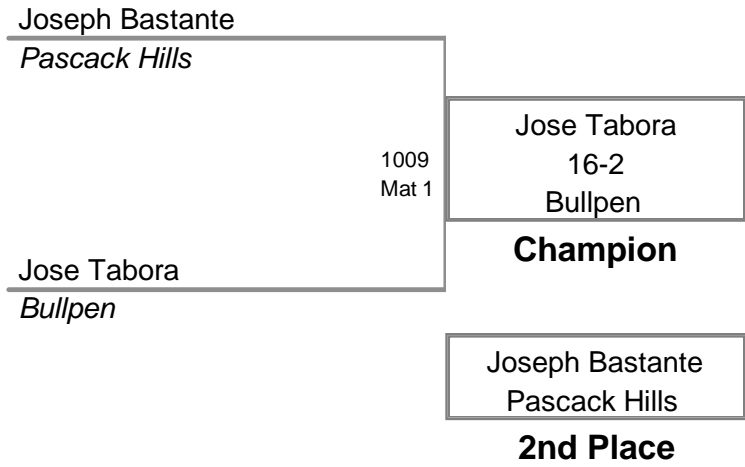 Joseph Bastante
Pascack Hills
1009
Mat 1
Jose Tabora
16-2
Bullpen
Champion
Jose Tabora
Bullpen
Joseph Bastante
Pascack Hills
2nd Place